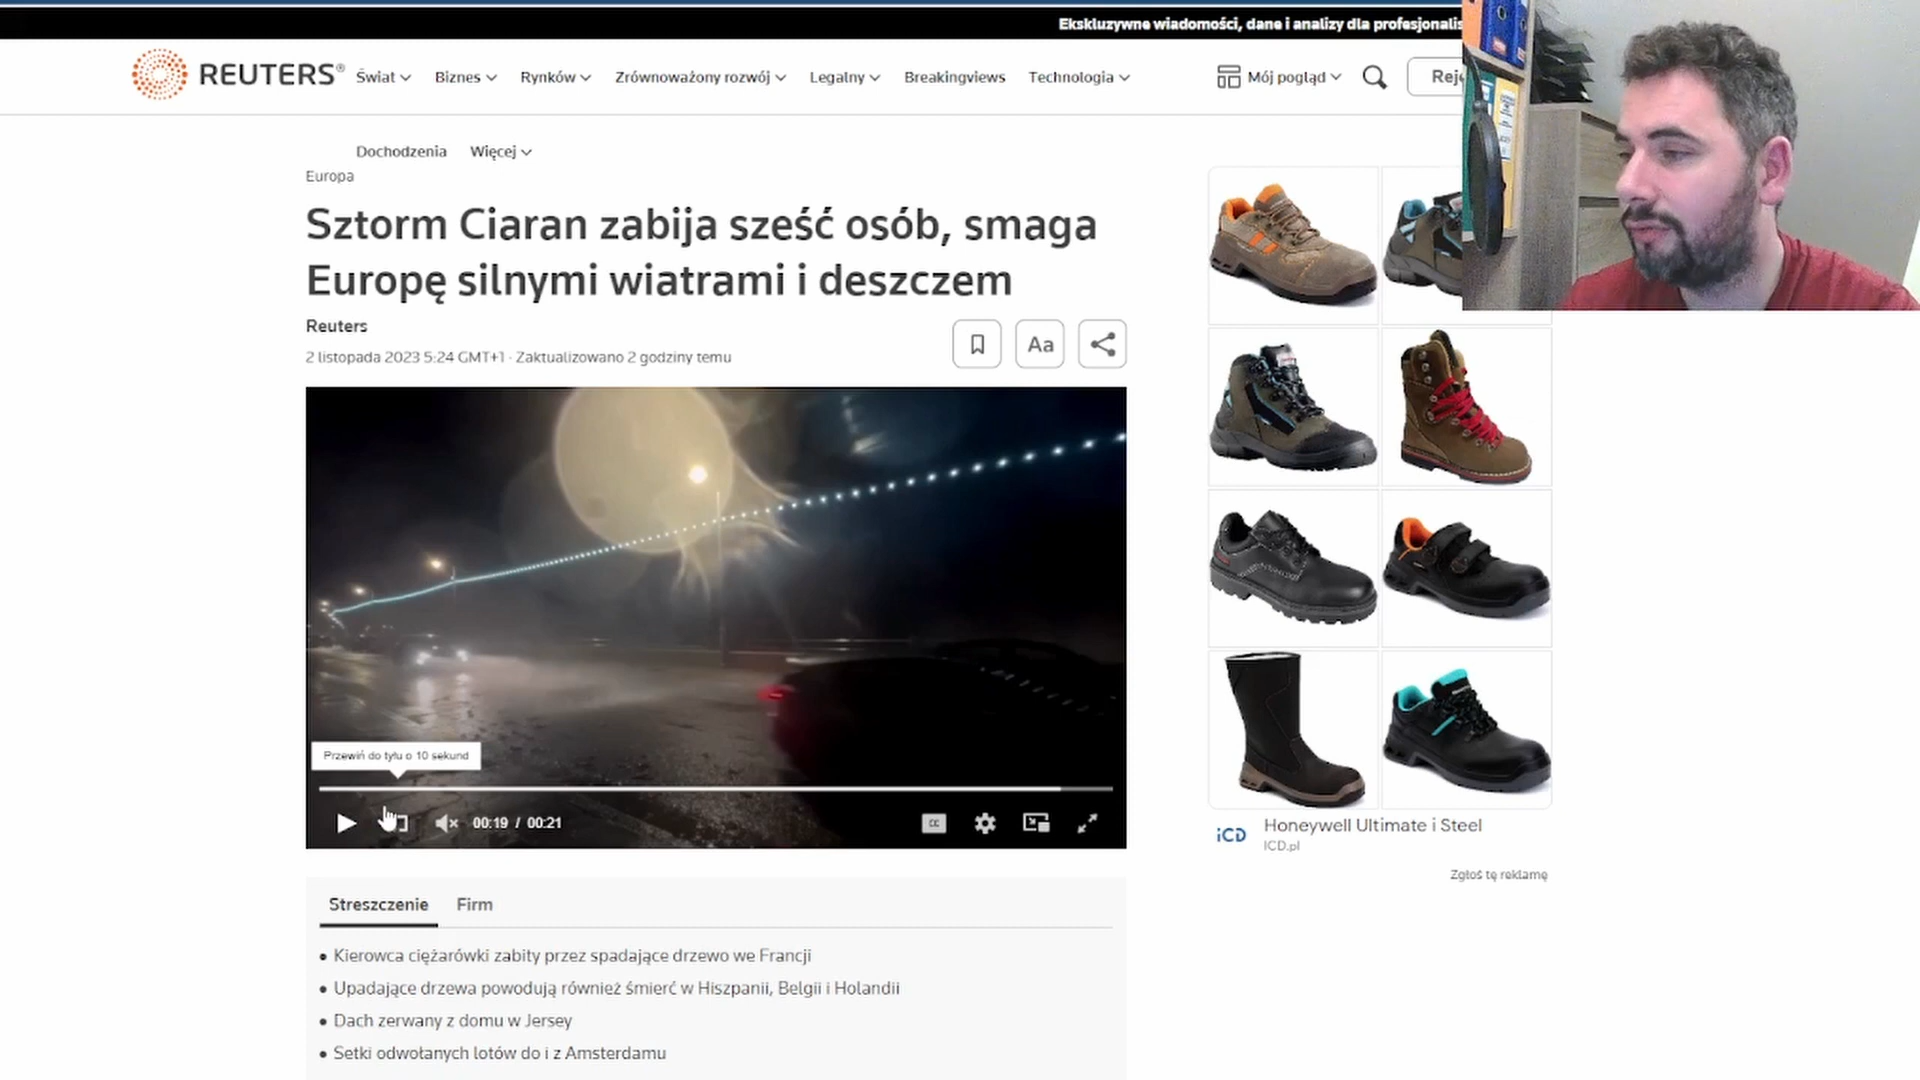 Ekskluzywne wiadomości, dane i analizy dla
REUTERS®
Świat
Biznes
Rynków
Zrównoważony rozwój
Legalny
Breakingviews
Technologia
Mój pogląd
Dochodzenia
Więcej
Europa
Sztorm Ciaran zabija sześć osób, smaga
Europę silnymi wiatrami i deszczem
Reuters
2 listopada 2023 5:24 GMT+1 · Zaktualizowano 2 godziny temu
Aa
Przewiń do tyłu o 10 sekund
00:19 / 00:21
CC
Streszczenie Firm
• Kierowca ciężarówki zabity przez spadające drzewo we Francji
• Upadające drzewa powodują również śmierć w Hiszpanii, Belgii i Holandii
• Dach zerwany z domu w Jersey
• Setki odwołanych lotów do i z Amsterdamu
iCD
Honeywell Ultimate i Steel
ICD.pl
Zgłoś tę reklamę